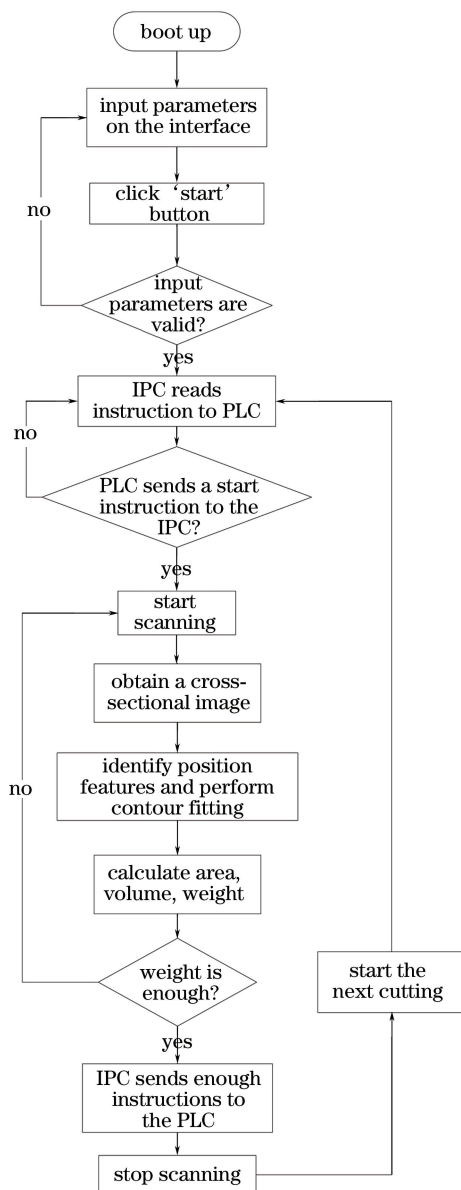 boot up
input parameters
on the interface
click ‘start’
button
no
input
parameters are
valid?
yes
IPC reads
instruction to PLC
no
PLC sends a start
instruction to the
IPC?
yes
start
scanning
obtain a cross-
sectional image
identify position
features and perform
contour fitting
no
calculate area,
volume, weight
weight is
enough?
start the
next cutting
yes
IPC sends enough
instructions to
the PLC
stop scanning